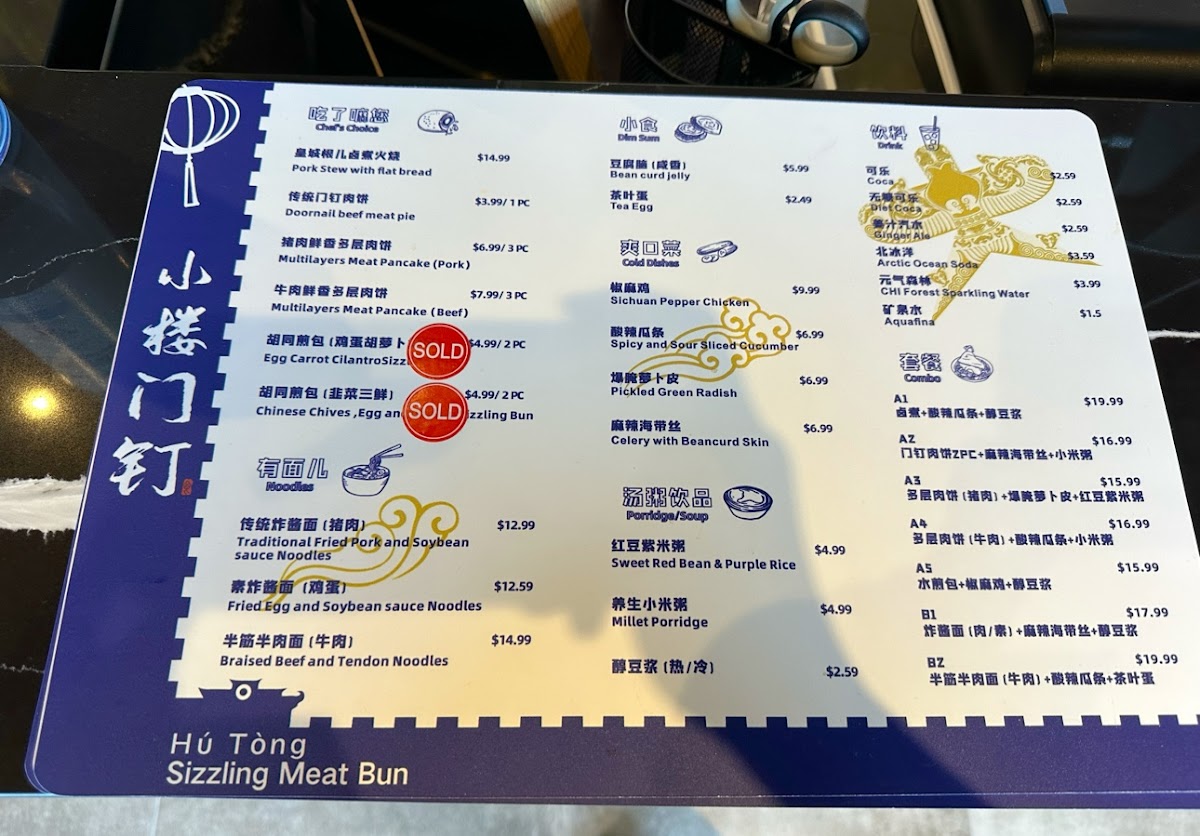 小楼门钉
吃了嘛您
Chef's Choice
皇城根儿卤煮火烧 $14.99
Pork Stew with flat bread
传统门钉肉饼 $3.99/ 1 PC
Doornail beef meat pie
猪肉鲜香多层肉饼 $6.99/ 3 PC
Multilayers Meat Pancake (Pork)
牛肉鲜香多层肉饼 $7.99/ 3 PC
Multilayers Meat Pancake (Beef)
胡同煎包 (鸡蛋胡萝卜 $4.99/ 2 PC
Egg Carrot CilantroSizz
SOLD
胡同煎包 (韭菜三鲜) $4.99/ 2 PC
Chinese Chives ,Egg an zzling Bun
SOLD
有面儿
Noodles
传统炸酱面 (猪肉) $12.99
Traditional Fried Pork and Soybean
sauce Noodles
素炸酱面 (鸡蛋) $12.59
Fried Egg and Soybean sauce Noodles
半筋半肉面 (牛肉) $14.99
Braised Beef and Tendon Noodles
小食
Dim Sum
豆腐脑 (咸香) $5.99
Bean curd jelly
茶叶蛋 $2.49
Tea Egg
爽口菜
Cold Dishes
椒麻鸡 $9.99
Sichuan Pepper Chicken
酸辣瓜条 $6.99
Spicy and Sour Sliced Cucumber
爆腌萝卜皮 $6.99
Pickled Green Radish
麻辣海带丝 $6.99
Celery with Beancurd Skin
汤粥饮品
Porridge/Soup
红豆紫米粥 $4.99
Sweet Red Bean & Purple Rice
养生小米粥 $4.99
Millet Porridge
醇豆浆 (热/冷) $2.59
饮料
Drink
可乐 $2.59
Coca
无糖可乐 $2.59
Diet Coca
姜汁汽水 $2.59
Ginger Ale
北冰洋 $3.59
Arctic Ocean Soda
元气森林 $3.99
CHI Forest Sparkling Water
矿泉水 $1.5
Aquafina
套餐
Combo
A1 $19.99
卤煮+酸辣瓜条+醇豆浆
A2 $16.99
门钉肉饼2PC+麻辣海带丝+小米粥
A3 $15.99
多层肉饼 (猪肉) +爆腌萝卜皮+红豆紫米粥
A4 $16.99
多层肉饼 (牛肉) +酸辣瓜条+小米粥
A5 $15.99
水煎包+椒麻鸡+醇豆浆
B1 $17.99
炸酱面 (肉/素) +麻辣海带丝+醇豆浆
B2 $19.99
半筋半肉面 (牛肉) +酸辣瓜条+茶叶蛋
Hú Tòng
Sizzling Meat Bun